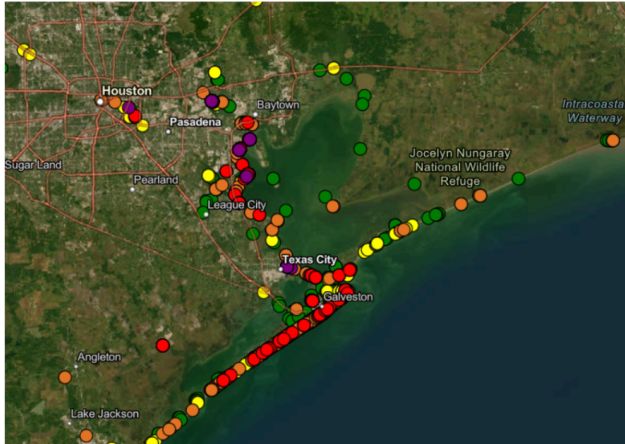 Houston
Baytown
Pasadena
Intracoasta
Waterway
Jocelyn Nungaray
National Wildlife
Refuge
Sugar Land
Pearland
League City
Texas City
Galveston
Angleton
Lake Jackson